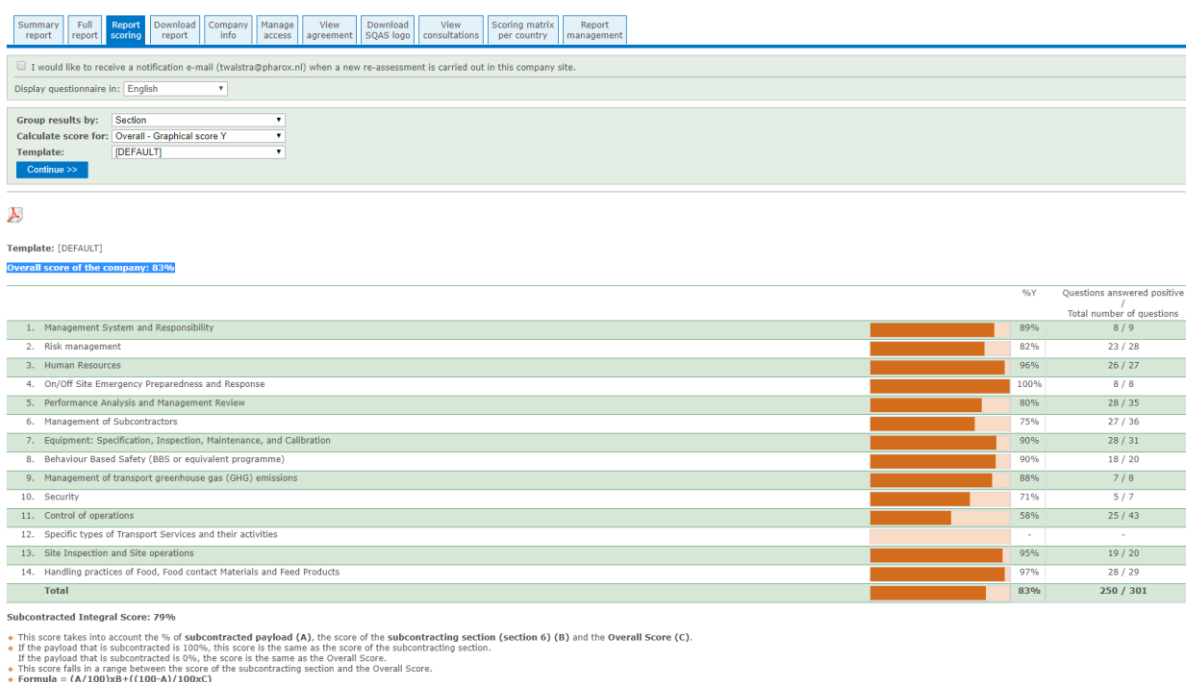 Summary report
Full report
Report scoring
Download report
Company info
Manage access
View agreement
Download SQAS logo
View consultations
Scoring matrix per country
Report management
I would like to receive a notification e-mail (twalstra@pharox.nl) when a new re-assessment is carried out in this company site.
Display questionnaire in: English
Group results by: Section
Calculate score for: Overall - Graphical score Y
Template: [DEFAULT]
Continue >>
Template: [DEFAULT]
Overall score of the company: 83%
%Y Questions answered positive
/
Total number of questions
1. Management System and Responsibility 89% 8 / 9
2. Risk management 82% 23 / 28
3. Human Resources 96% 26 / 27
4. On/Off Site Emergency Preparedness and Response 100% 8 / 8
5. Performance Analysis and Management Review 80% 28 / 35
6. Management of Subcontractors 75% 27 / 36
7. Equipment: Specification, Inspection, Maintenance, and Calibration 90% 28 / 31
8. Behaviour Based Safety (BBS or equivalent programme) 90% 18 / 20
9. Management of transport greenhouse gas (GHG) emissions 88% 7 / 8
10. Security 71% 5 / 7
11. Control of operations 58% 25 / 43
12. Specific types of Transport Services and their activities - -
13. Site Inspection and Site operations 95% 19 / 20
14. Handling practices of Food, Food contact Materials and Feed Products 97% 28 / 29
Total 83% 250 / 301
Subcontracted Integral Score: 79%
This score takes into account the % of subcontracted payload (A), the score of the subcontracting section (section 6) (B) and the Overall Score (C).
If the payload that is subcontracted is 100%, this score is the same as the score of the subcontracting section.
If the payload that is subcontracted is 0%, the score is the same as the Overall Score.
This score falls in a range between the score of the subcontracting section and the Overall Score.
Formula = (A/100)xB+((100-A)/100xC)